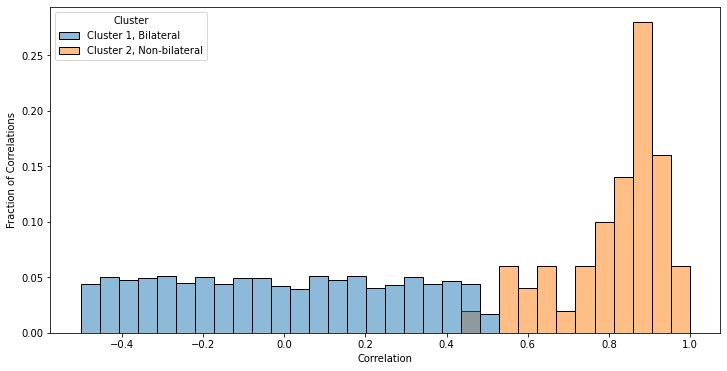 Cluster
Cluster 1, Bilateral
Cluster 2, Non-bilateral
Fraction of Correlations
0.25
0.20
0.15
0.10
0.05
0.00
−0.4
−0.2
0.0
0.2
0.4
0.6
0.8
1.0
Correlation